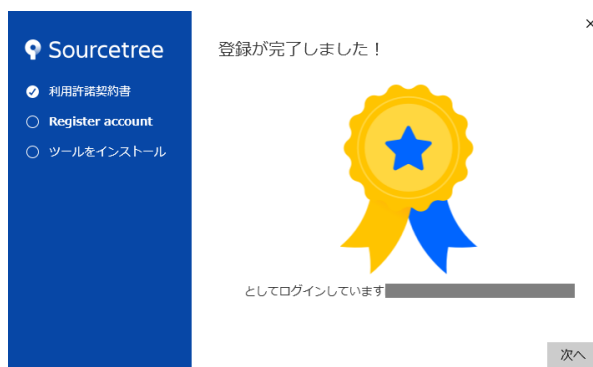 Sourcetree
利用許諾契約書
Register account
ツールをインストール
×
登録が完了しました！
としてログインしています
次へ